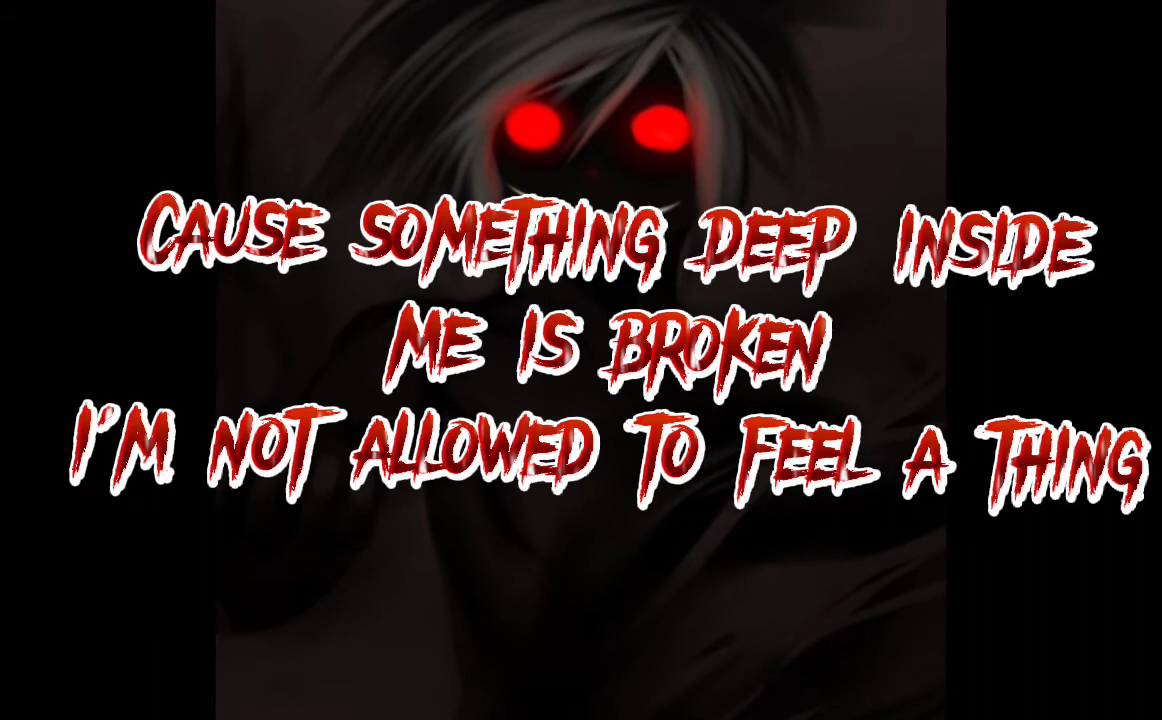 CAUSE SOMETHING DEEP INSIDE
ME IS BROKEN
I'M NOT ALLOWED TO FEEL A THING